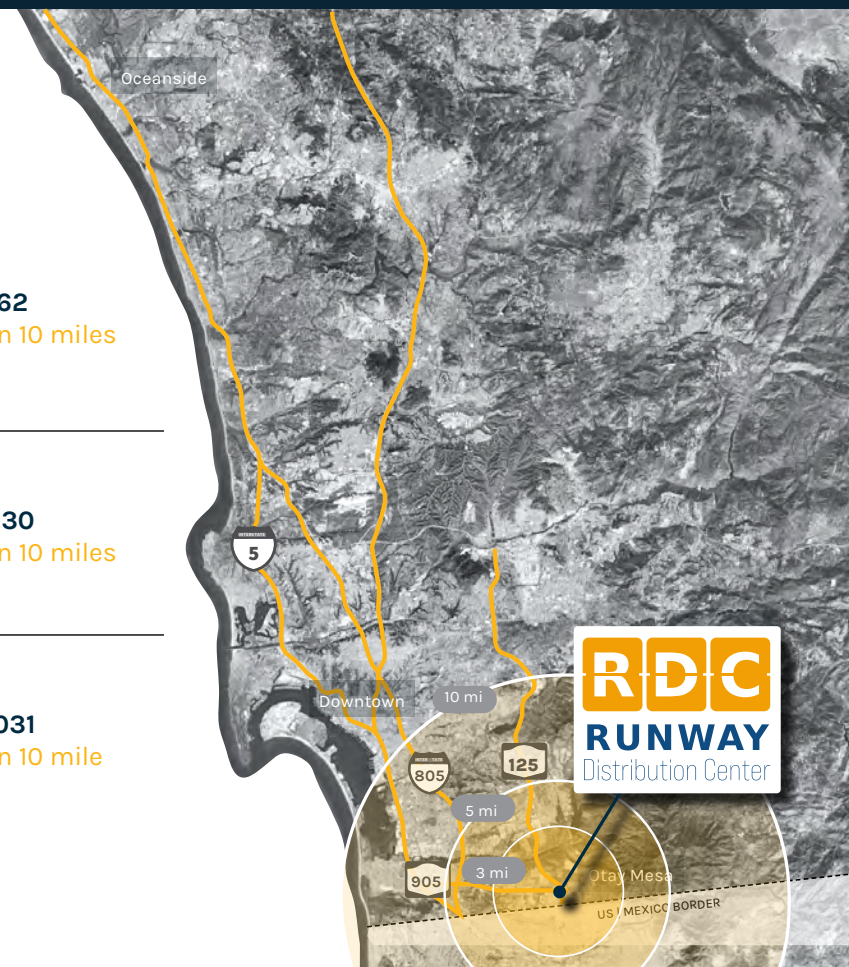 Oceanside
62
n 10 miles
30
n 10 miles
INTERSTATE
5
RDC
RUNWAY
Distribution Center
10 mi
Downtown
031
n 10 mile
125
805
5 mi
3 mi
905
Otay Mesa
US / MEXICO BORDER